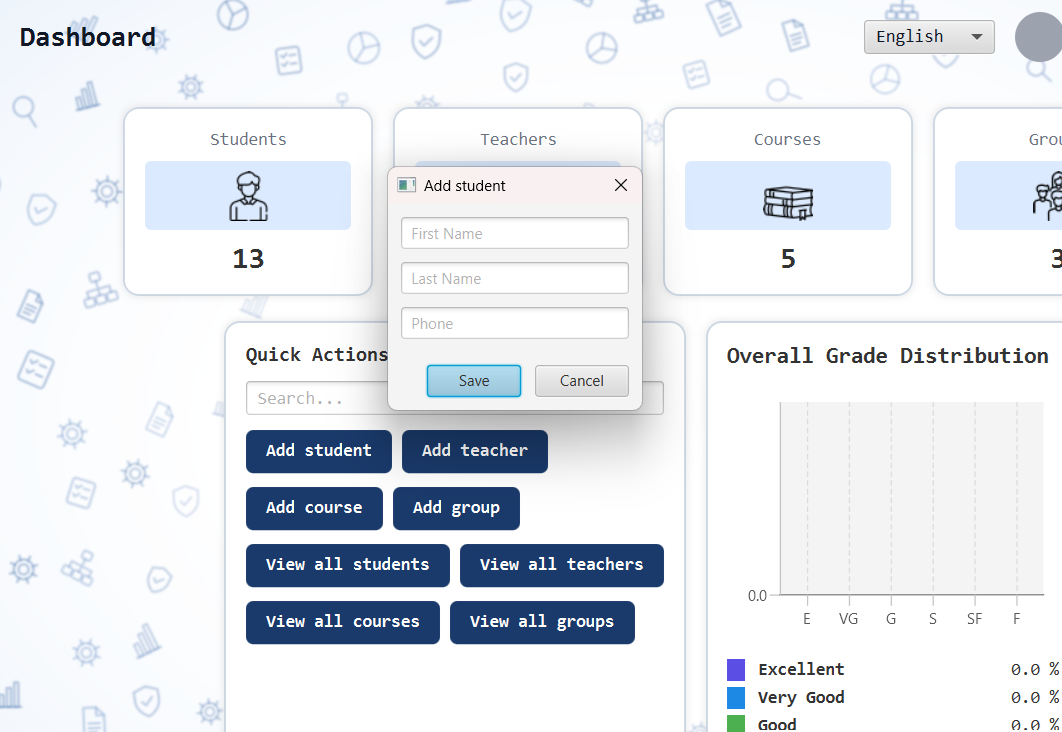 Dashboard
English
Students
Teachers
Courses
13
5
Add student
First Name
Last Name
Phone
Save
Cancel
Quick Actions
Search...
Add student
Add teacher
Add course
Add group
View all students
View all teachers
View all courses
View all groups
Overall Grade Distribution
0.0
E VG G S SF F
Excellent 0.0 %
Very Good 0.0 %
Good 0.0 %